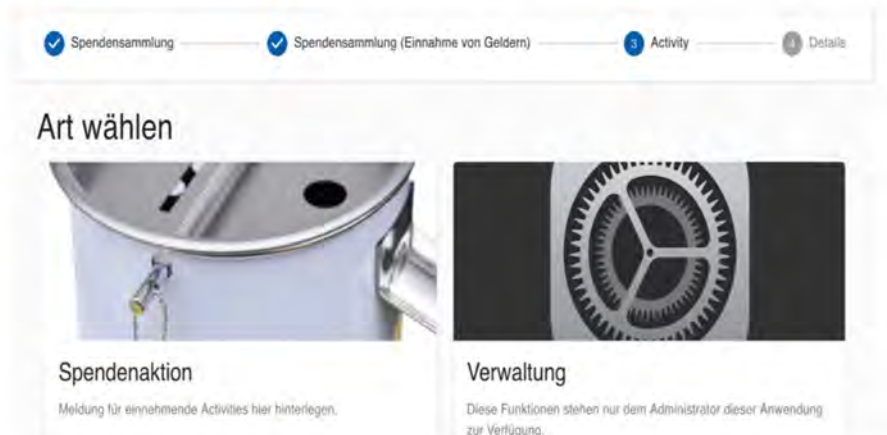 Spendensammlung
Spendensammlung (Einnahme von Geldern)
3 Activity
4 Details
Art wählen
Spendenaktion
Meldung für einnehmende Activities hier hinterlegen.
Verwaltung
Diese Funktionen stehen nur dem Administrator dieser Anwendung
zur Verfügung.